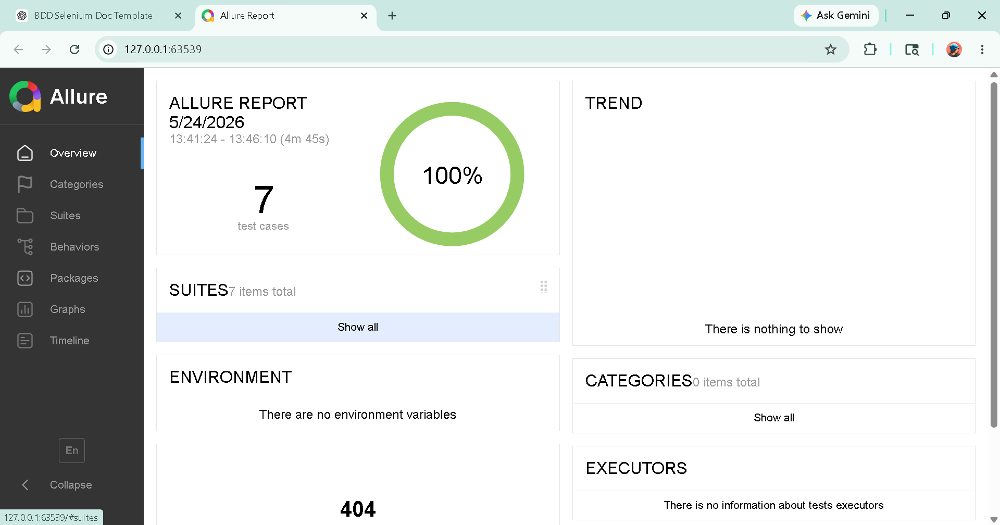 BDD Selenium Doc Template
Allure Report
Ask Gemini
127.0.0.1:63539
Allure
Overview
Categories
Suites
Behaviors
Packages
Graphs
Timeline
En
Collapse
127.0.0.1:63539/#suites
ALLURE REPORT
5/24/2026
13:41:24 - 13:46:10 (4m 45s)
7
test cases
100%
SUITES 7 items total
Show all
ENVIRONMENT
There are no environment variables
404
TREND
There is nothing to show
CATEGORIES 0 items total
Show all
EXECUTORS
There is no information about tests executors